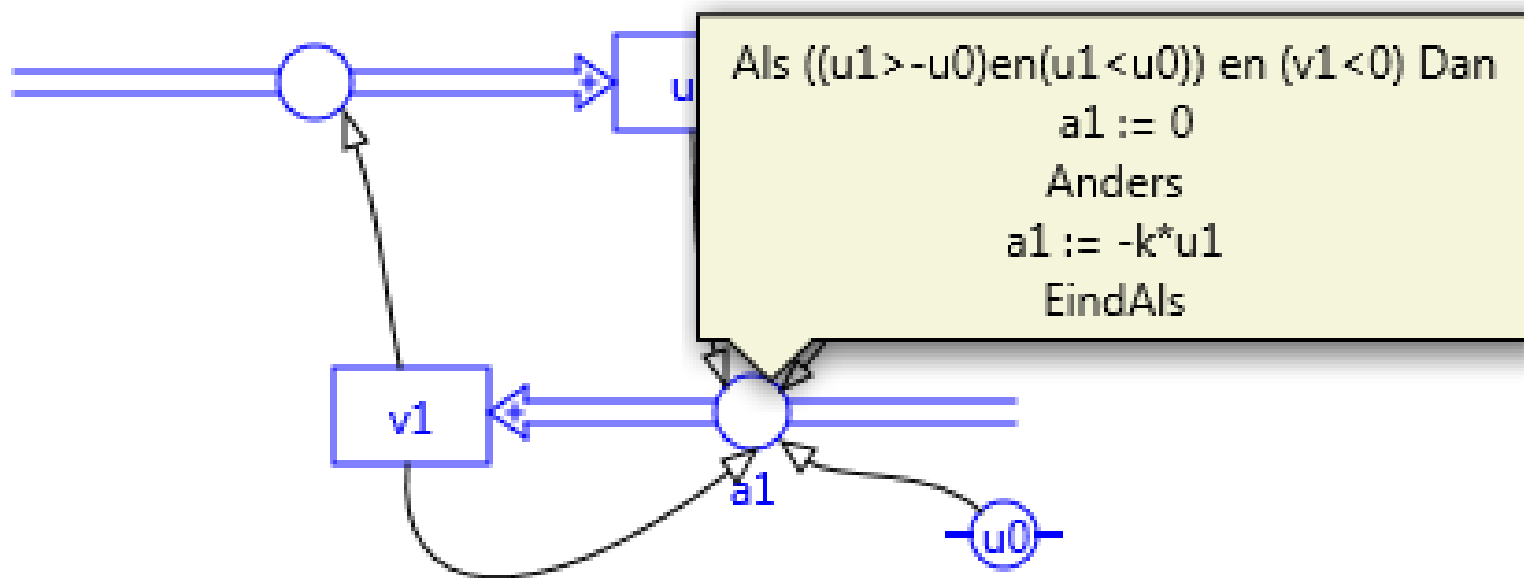 Als ((u1>-u0)en(u1<u0)) en (v1<0) Dan
a1 := 0
Anders
a1 := -k*u1
EindAls
v1
a1
u0